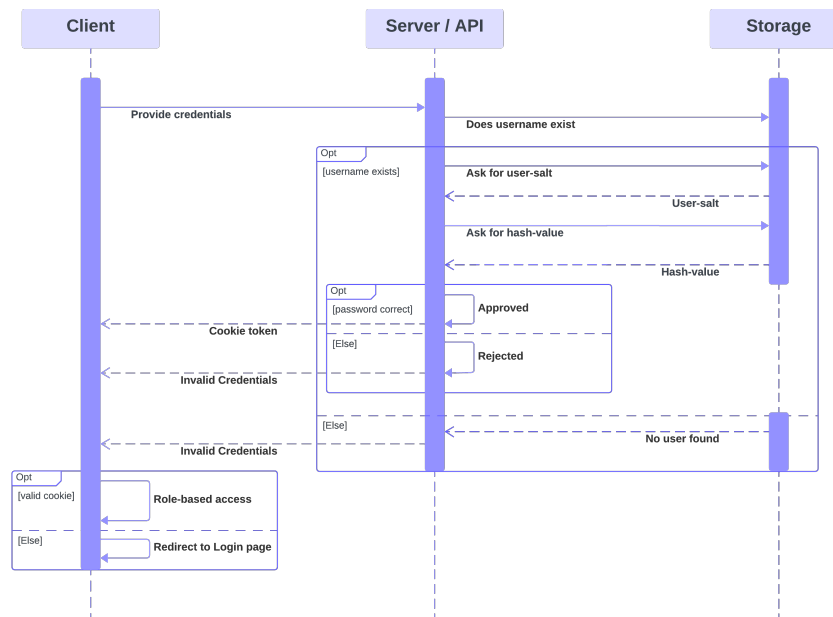 Client
Server / API
Storage
Provide credentials
Does username exist
Opt
[username exists]
Ask for user-salt
User-salt
Ask for hash-value
Hash-value
Opt
[password correct]
Approved
Cookie token
[Else]
Rejected
Invalid Credentials
[Else]
No user found
Invalid Credentials
Opt
[valid cookie]
Role-based access
[Else]
Redirect to Login page